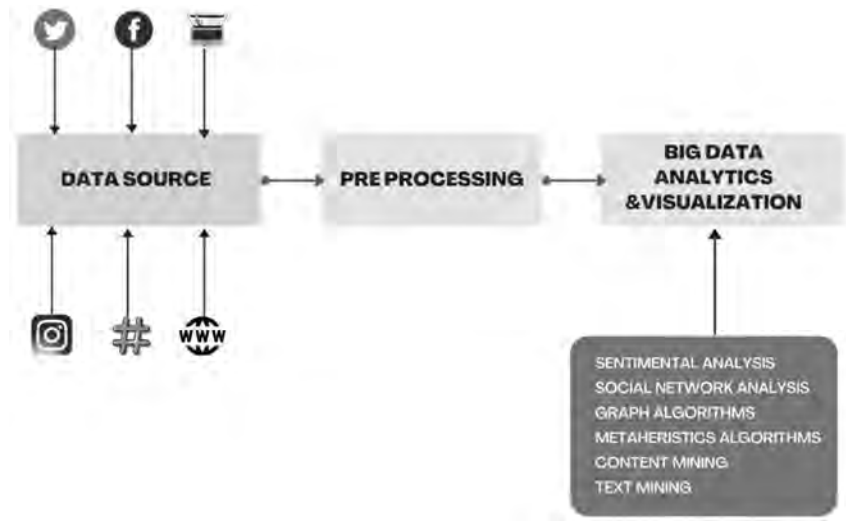 DATA SOURCE
PRE PROCESSING
BIG DATA
ANALYTICS
&VISUALIZATION
#
WWW
SENTIMENTAL ANALYSIS
SOCIAL NETWORK ANALYSIS
GRAPH ALGORITHMS
METAHERISTICS ALGORITHMS
CONTENT MINING
TEXT MINING